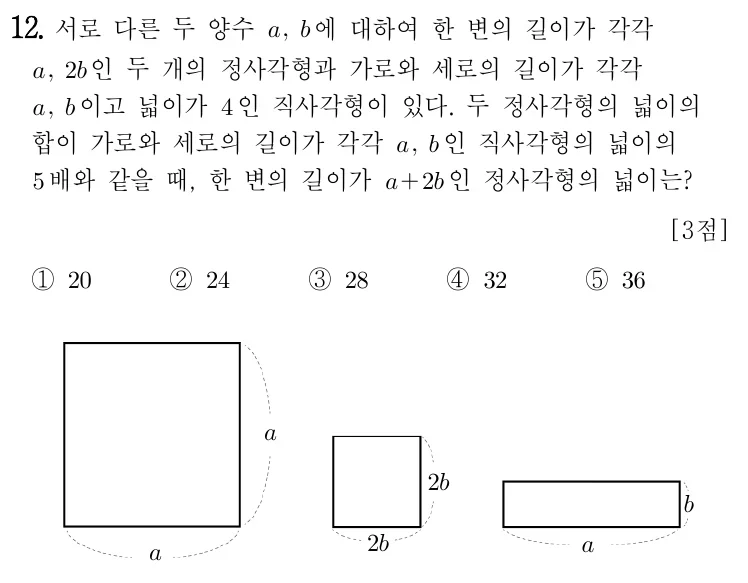 12. 서로 다른 두 양수 a, b에 대하여 한 변의 길이가 각각
a, 2b인 두 개의 정사각형과 가로와 세로의 길이가 각각
a, b이고 넓이가 4인 직사각형이 있다. 두 정사각형의 넓이의
합이 가로와 세로의 길이가 각각 a, b인 직사각형의 넓이의
5배와 같을 때, 한 변의 길이가 a+2b인 정사각형의 넓이는?
[3점]
① 20 ② 24 ③ 28 ④ 32 ⑤ 36
a
a
2b
2b
b
a